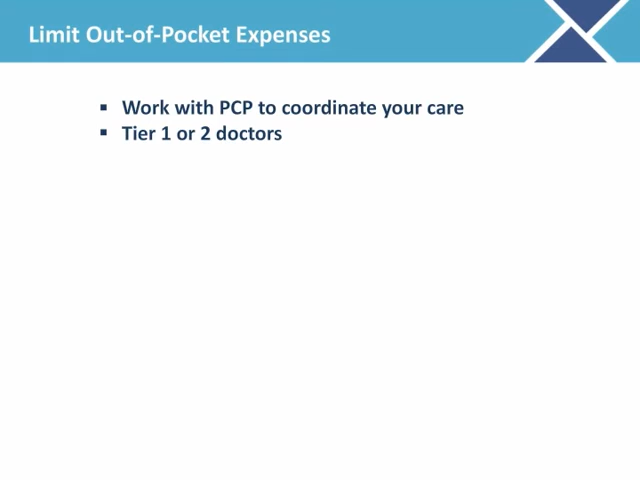 Limit Out-of-Pocket Expenses
▪ Work with PCP to coordinate your care
▪ Tier 1 or 2 doctors